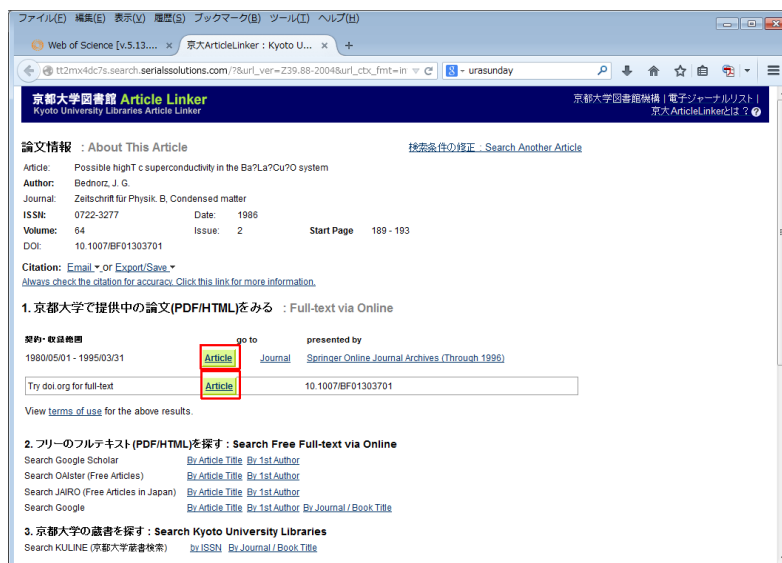 ファイル(F) 編集(E) 表示(V) 履歴(S) ブックマーク(B) ツール(T) ヘルプ(H)
Web of Science [v.5.13.... × 京大ArticleLinker : Kyoto U... × +
tt2mx4dc7s.search.serialssolutions.com/?&url_ver=Z39.88-2004&url_ctx_fmt=in
8 - urasunday
京都大学図書館 Article Linker
Kyoto University Libraries Article Linker
京都大学図書館機構 | 電子ジャーナルリスト |
京大ArticleLinkerとは ? ?
論文情報 : About This Article 検索条件の修正 : Search Another Article
Article: Possible highT c superconductivity in the Ba?La?Cu?O system
Author: Bednorz, J. G.
Journal: Zeitschrift für Physik. B, Condensed matter
ISSN: 0722-3277 Date: 1986
Volume: 64 Issue: 2 Start Page 189 - 193
DOI: 10.1007/BF01303701
Citation: Email or Export/Save
Always check the citation for accuracy. Click this link for more information.
1. 京都大学で提供中の論文(PDF/HTML)をみる : Full-text via Online
契約・収録範囲 go to presented by
1980/05/01 - 1995/03/31 Article Journal Springer Online Journal Archives (Through 1996)
Try doi.org for full-text Article 10.1007/BF01303701
View terms of use for the above results.
2. フリーのフルテキスト(PDF/HTML)を探す : Search Free Full-text via Online
Search Google Scholar By Article Title By 1st Author
Search OAIster (Free Articles) By Article Title By 1st Author
Search JAIRO (Free Articles in Japan) By Article Title By 1st Author
Search Google By Article Title By 1st Author By Journal / Book Title
3. 京都大学の蔵書を探す : Search Kyoto University Libraries
Search KULINE (京都大学蔵書検索) by ISSN By Journal / Book Title